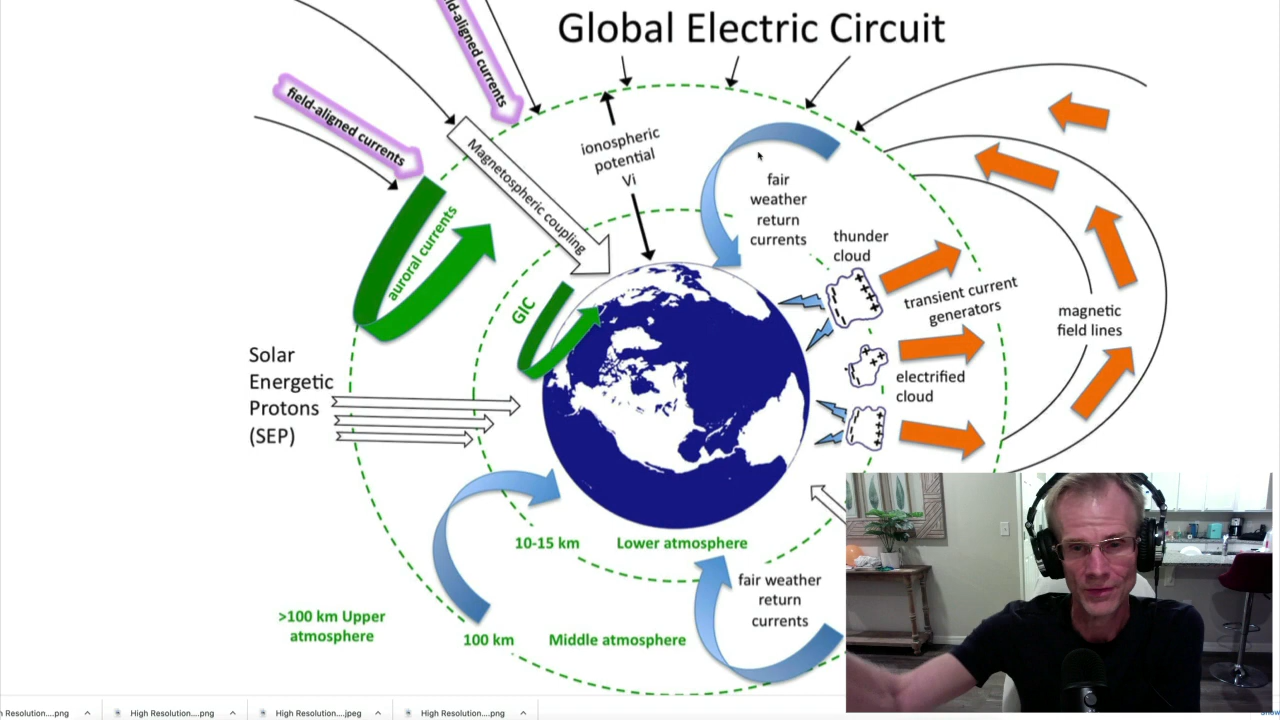 Global Electric Circuit
ld-aligned currents
field-aligned currents
Magnetospheric coupling
ionospheric
potential
Vi
fair
weather
return
currents
thunder
cloud
auroral currents
GIC
transient current
generators
magnetic
field lines
electrified
cloud
Solar
Energetic
Protons
(SEP)
10-15 km
Lower atmosphere
fair weather
return
currents
>100 km Upper
atmosphere
100 km
Middle atmosphere
h Resolution....png
High Resolution....png
High Resolution....jpeg
High Resolution....png